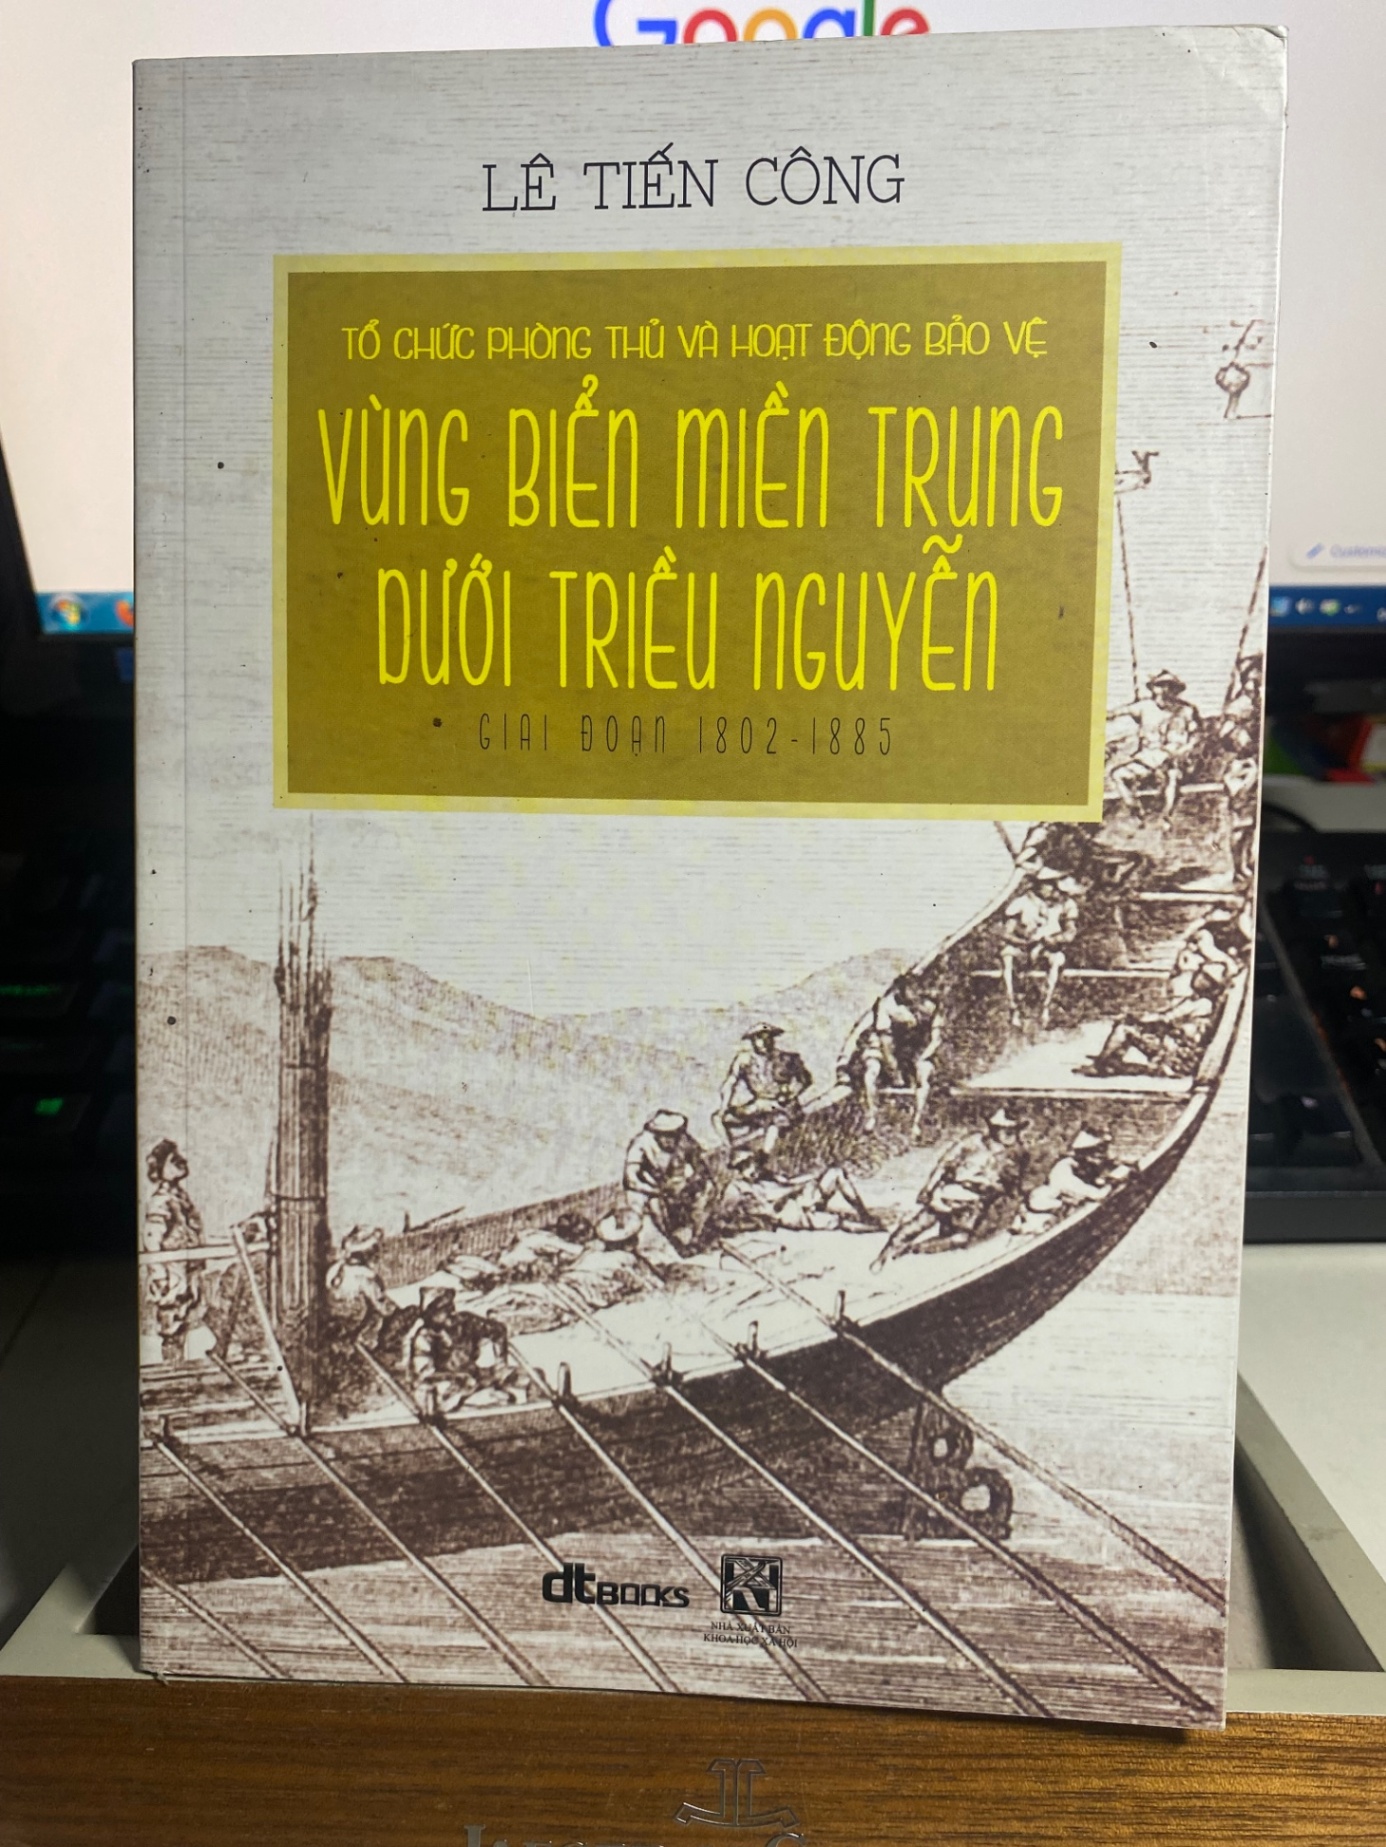 Google
LÊ TIẾN CÔNG
TỔ CHỨC PHÒNG THỦ VÀ HOẠT ĐỘNG BẢO VỆ
VÙNG BIỂN MIỀN TRUNG
DƯỚI TRIỀU NGUYỄN
GIAI ĐOẠN 1802-1885
dtBOOKS
NHÀ XUẤT BẢN
KHOA HỌC XÃ HỘI